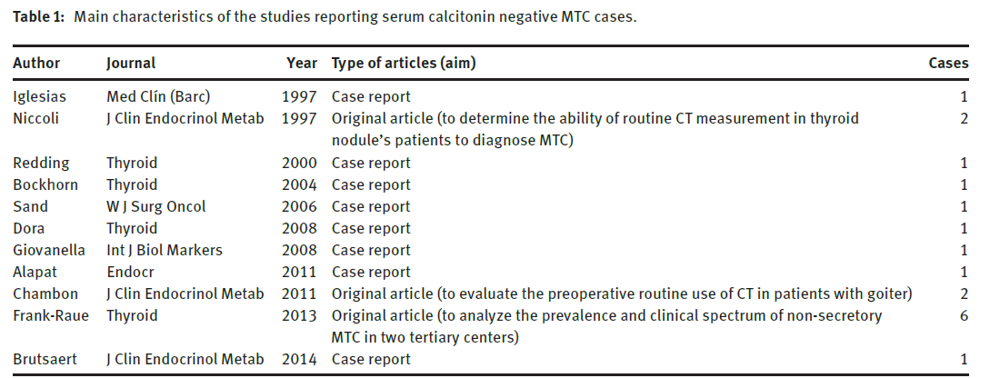 Table 1: Main characteristics of the studies reporting serum calcitonin negative MTC cases.
Author Journal Year Type of articles (aim) Cases
Iglesias Med Clín (Barc) 1997 Case report 1
Niccoli J Clin Endocrinol Metab 1997 Original article (to determine the ability of routine CT measurement in thyroid 2
nodule's patients to diagnose MTC)
Redding Thyroid 2000 Case report 1
Bockhorn Thyroid 2004 Case report 1
Sand W J Surg Oncol 2006 Case report 1
Dora Thyroid 2008 Case report 1
Giovanella Int J Biol Markers 2008 Case report 1
Alapat Endocr 2011 Case report 1
Chambon J Clin Endocrinol Metab 2011 Original article (to evaluate the preoperative routine use of CT in patients with goiter) 2
Frank-Raue Thyroid 2013 Original article (to analyze the prevalence and clinical spectrum of non-secretory 6
MTC in two tertiary centers)
Brutsaert J Clin Endocrinol Metab 2014 Case report 1